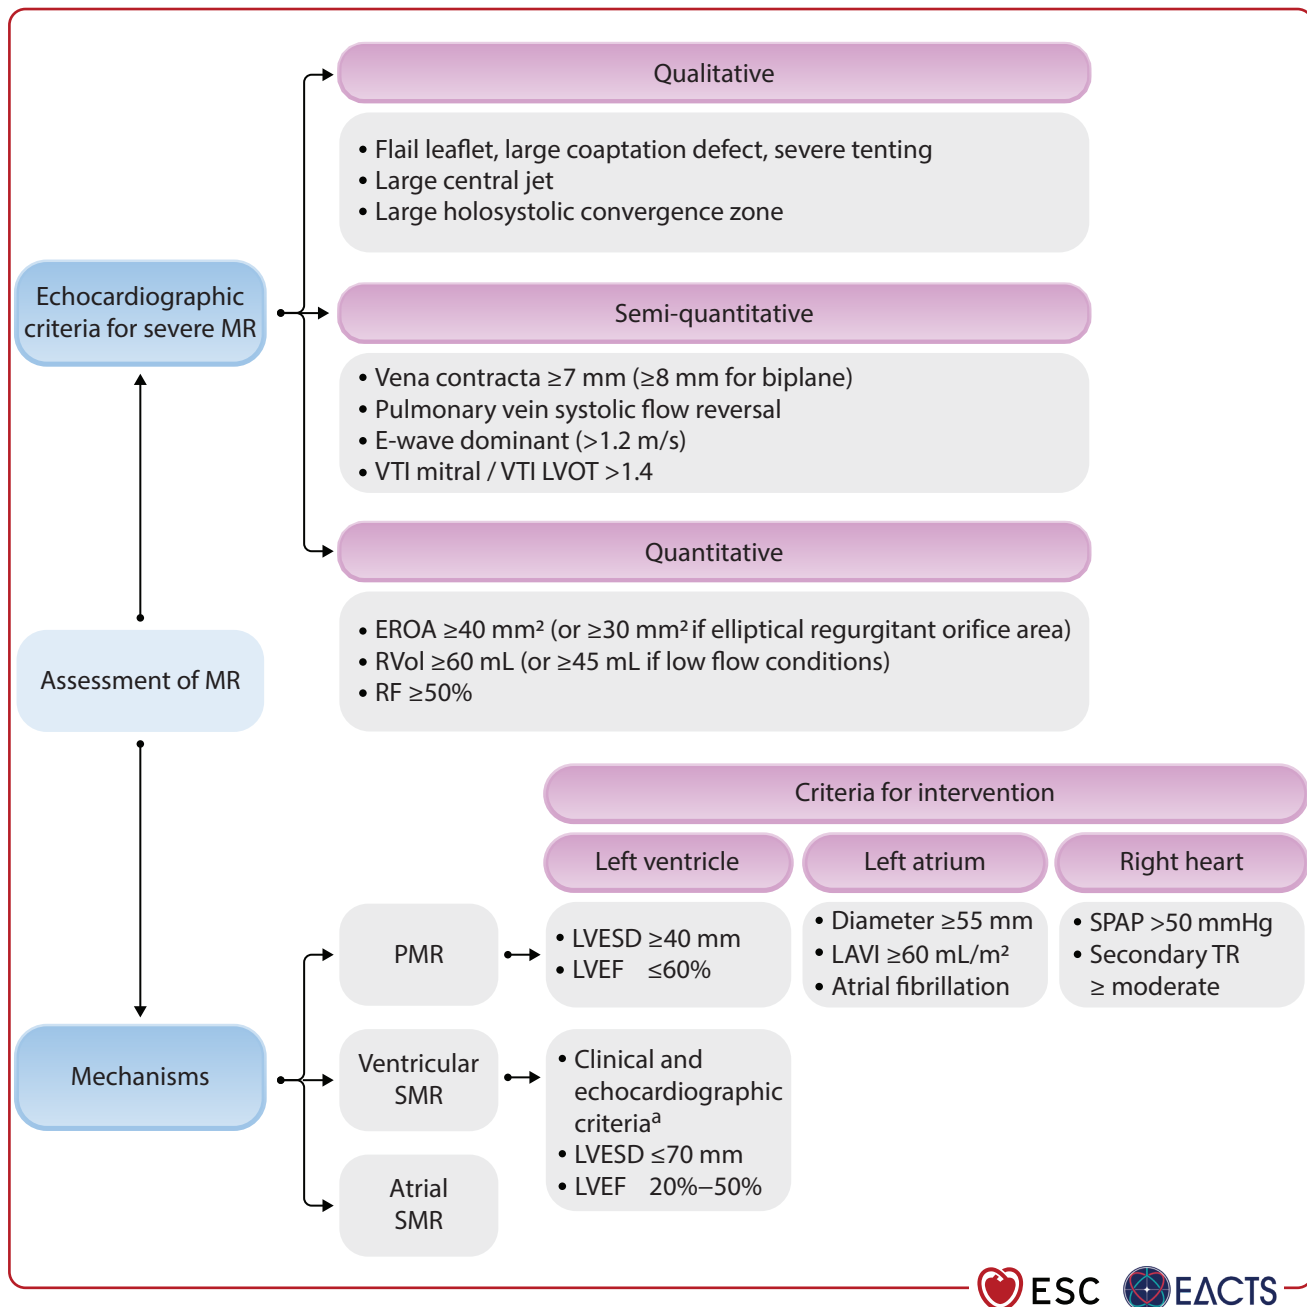 Qualitative
• Flail leaflet, large coaptation defect, severe tenting
• Large central jet
• Large holosystolic convergence zone
Echocardiographic
criteria for severe MR
Semi-quantitative
• Vena contracta ≥7 mm (≥8 mm for biplane)
• Pulmonary vein systolic flow reversal
• E-wave dominant (>1.2 m/s)
• VTI mitral / VTI LVOT >1.4
Quantitative
• EROA ≥40 mm² (or ≥30 mm² if elliptical regurgitant orifice area)
• RVol ≥60 mL (or ≥45 mL if low flow conditions)
• RF ≥50%
Assessment of MR
Criteria for intervention
Left ventricle
Left atrium
Right heart
Mechanisms
PMR
• LVESD ≥40 mm
• LVEF ≤60%
• Diameter ≥55 mm
• LAVI ≥60 mL/m²
• Atrial fibrillation
• SPAP >50 mmHg
• Secondary TR
≥ moderate
Ventricular
SMR
• Clinical and
echocardiographic
criteriaᵃ
• LVESD ≤70 mm
• LVEF 20%–50%
Atrial
SMR
ESC
EACTS